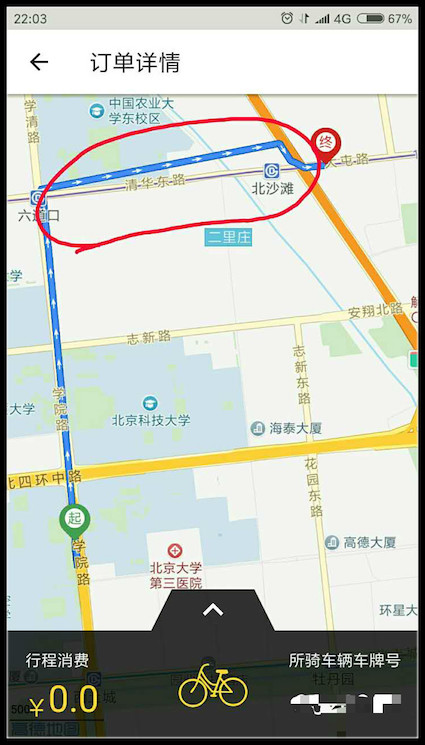 22:03
4G
67%
订单详情
学清路
中国农业大
学东校区
终
大屯路
清华东路
北沙滩
六道口
二里庄
学
安翔北路
志新路
志新东路
大学
学院路
北京科技大学
海泰大厦
北四环中路
花园东路
起
学院路
高德大厦
北京大学
第三医院
环星大
行程消费
所骑车辆车牌号
¥0.0
城
牡丹园
500
高德地图